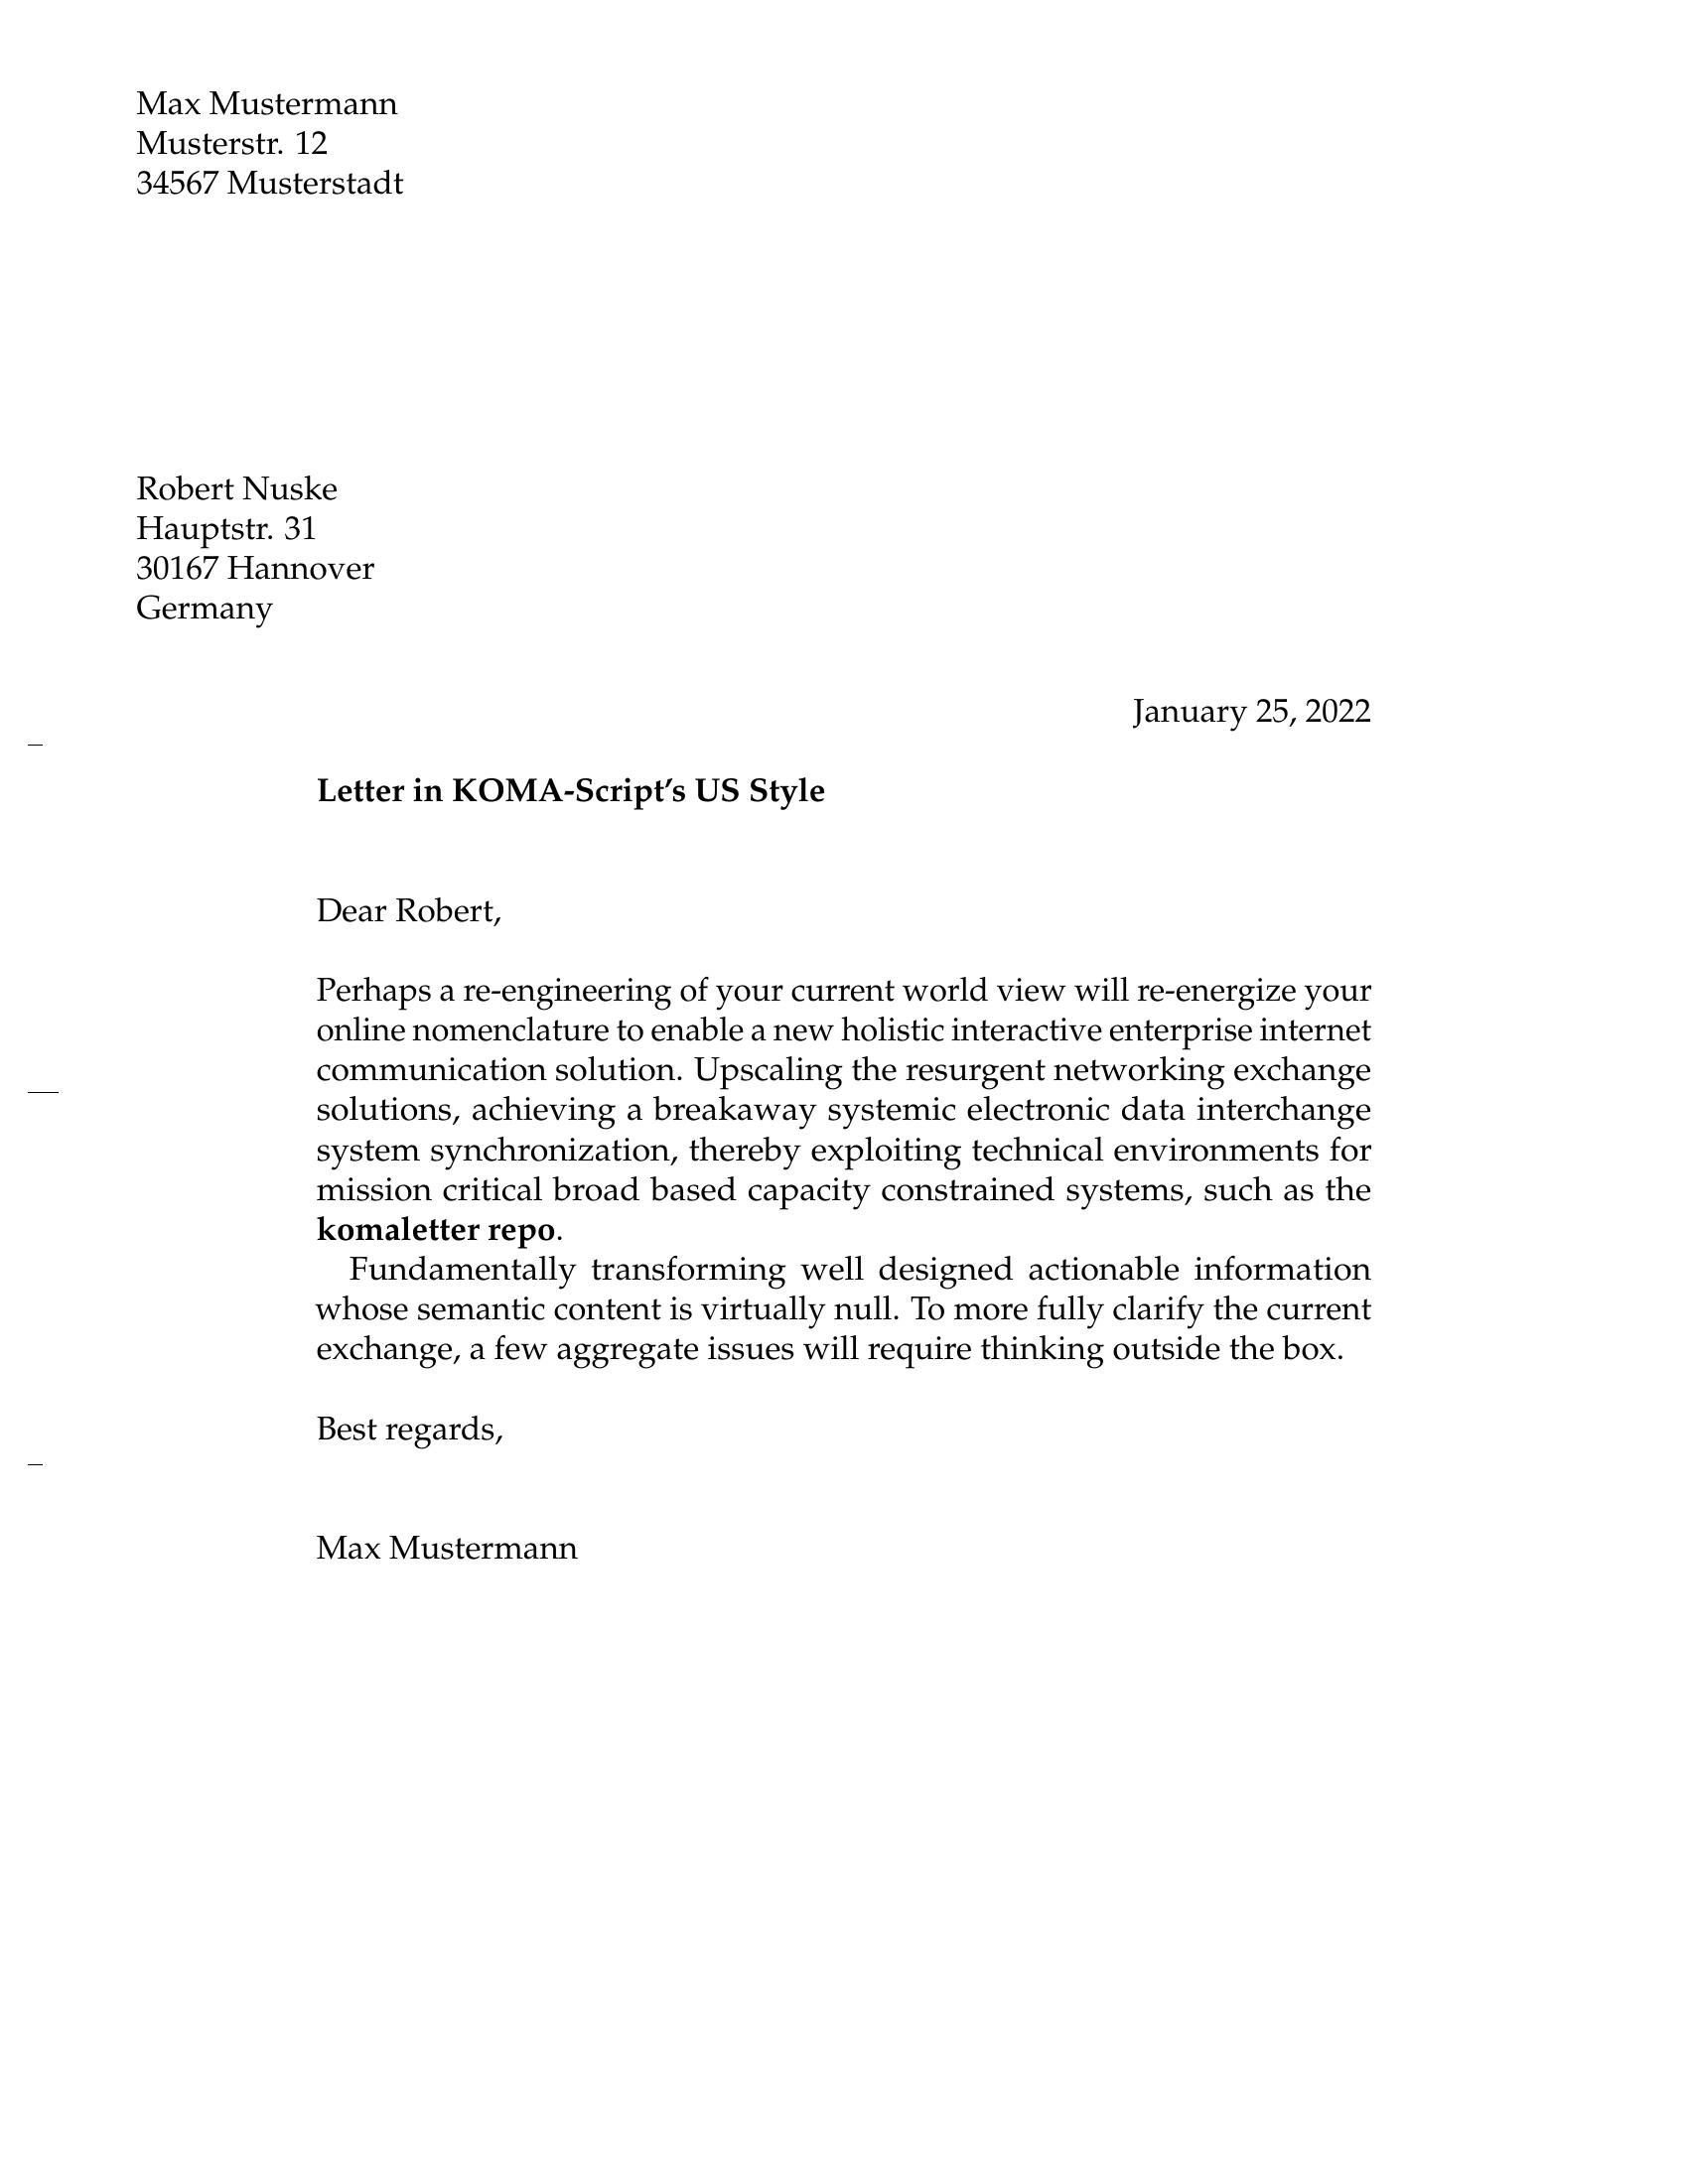 Max Mustermann
Musterstr. 12
34567 Musterstadt
Robert Nuske
Hauptstr. 31
30167 Hannover
Germany
January 25, 2022
Letter in KOMA-Script’s US Style
Dear Robert,
Perhaps a re-engineering of your current world view will re-energize your
online nomenclature to enable a new holistic interactive enterprise internet
communication solution. Upscaling the resurgent networking exchange
solutions, achieving a breakaway systemic electronic data interchange
system synchronization, thereby exploiting technical environments for
mission critical broad based capacity constrained systems, such as the
komaletter repo.
Fundamentally transforming well designed actionable information
whose semantic content is virtually null. To more fully clarify the current
exchange, a few aggregate issues will require thinking outside the box.
Best regards,
Max Mustermann